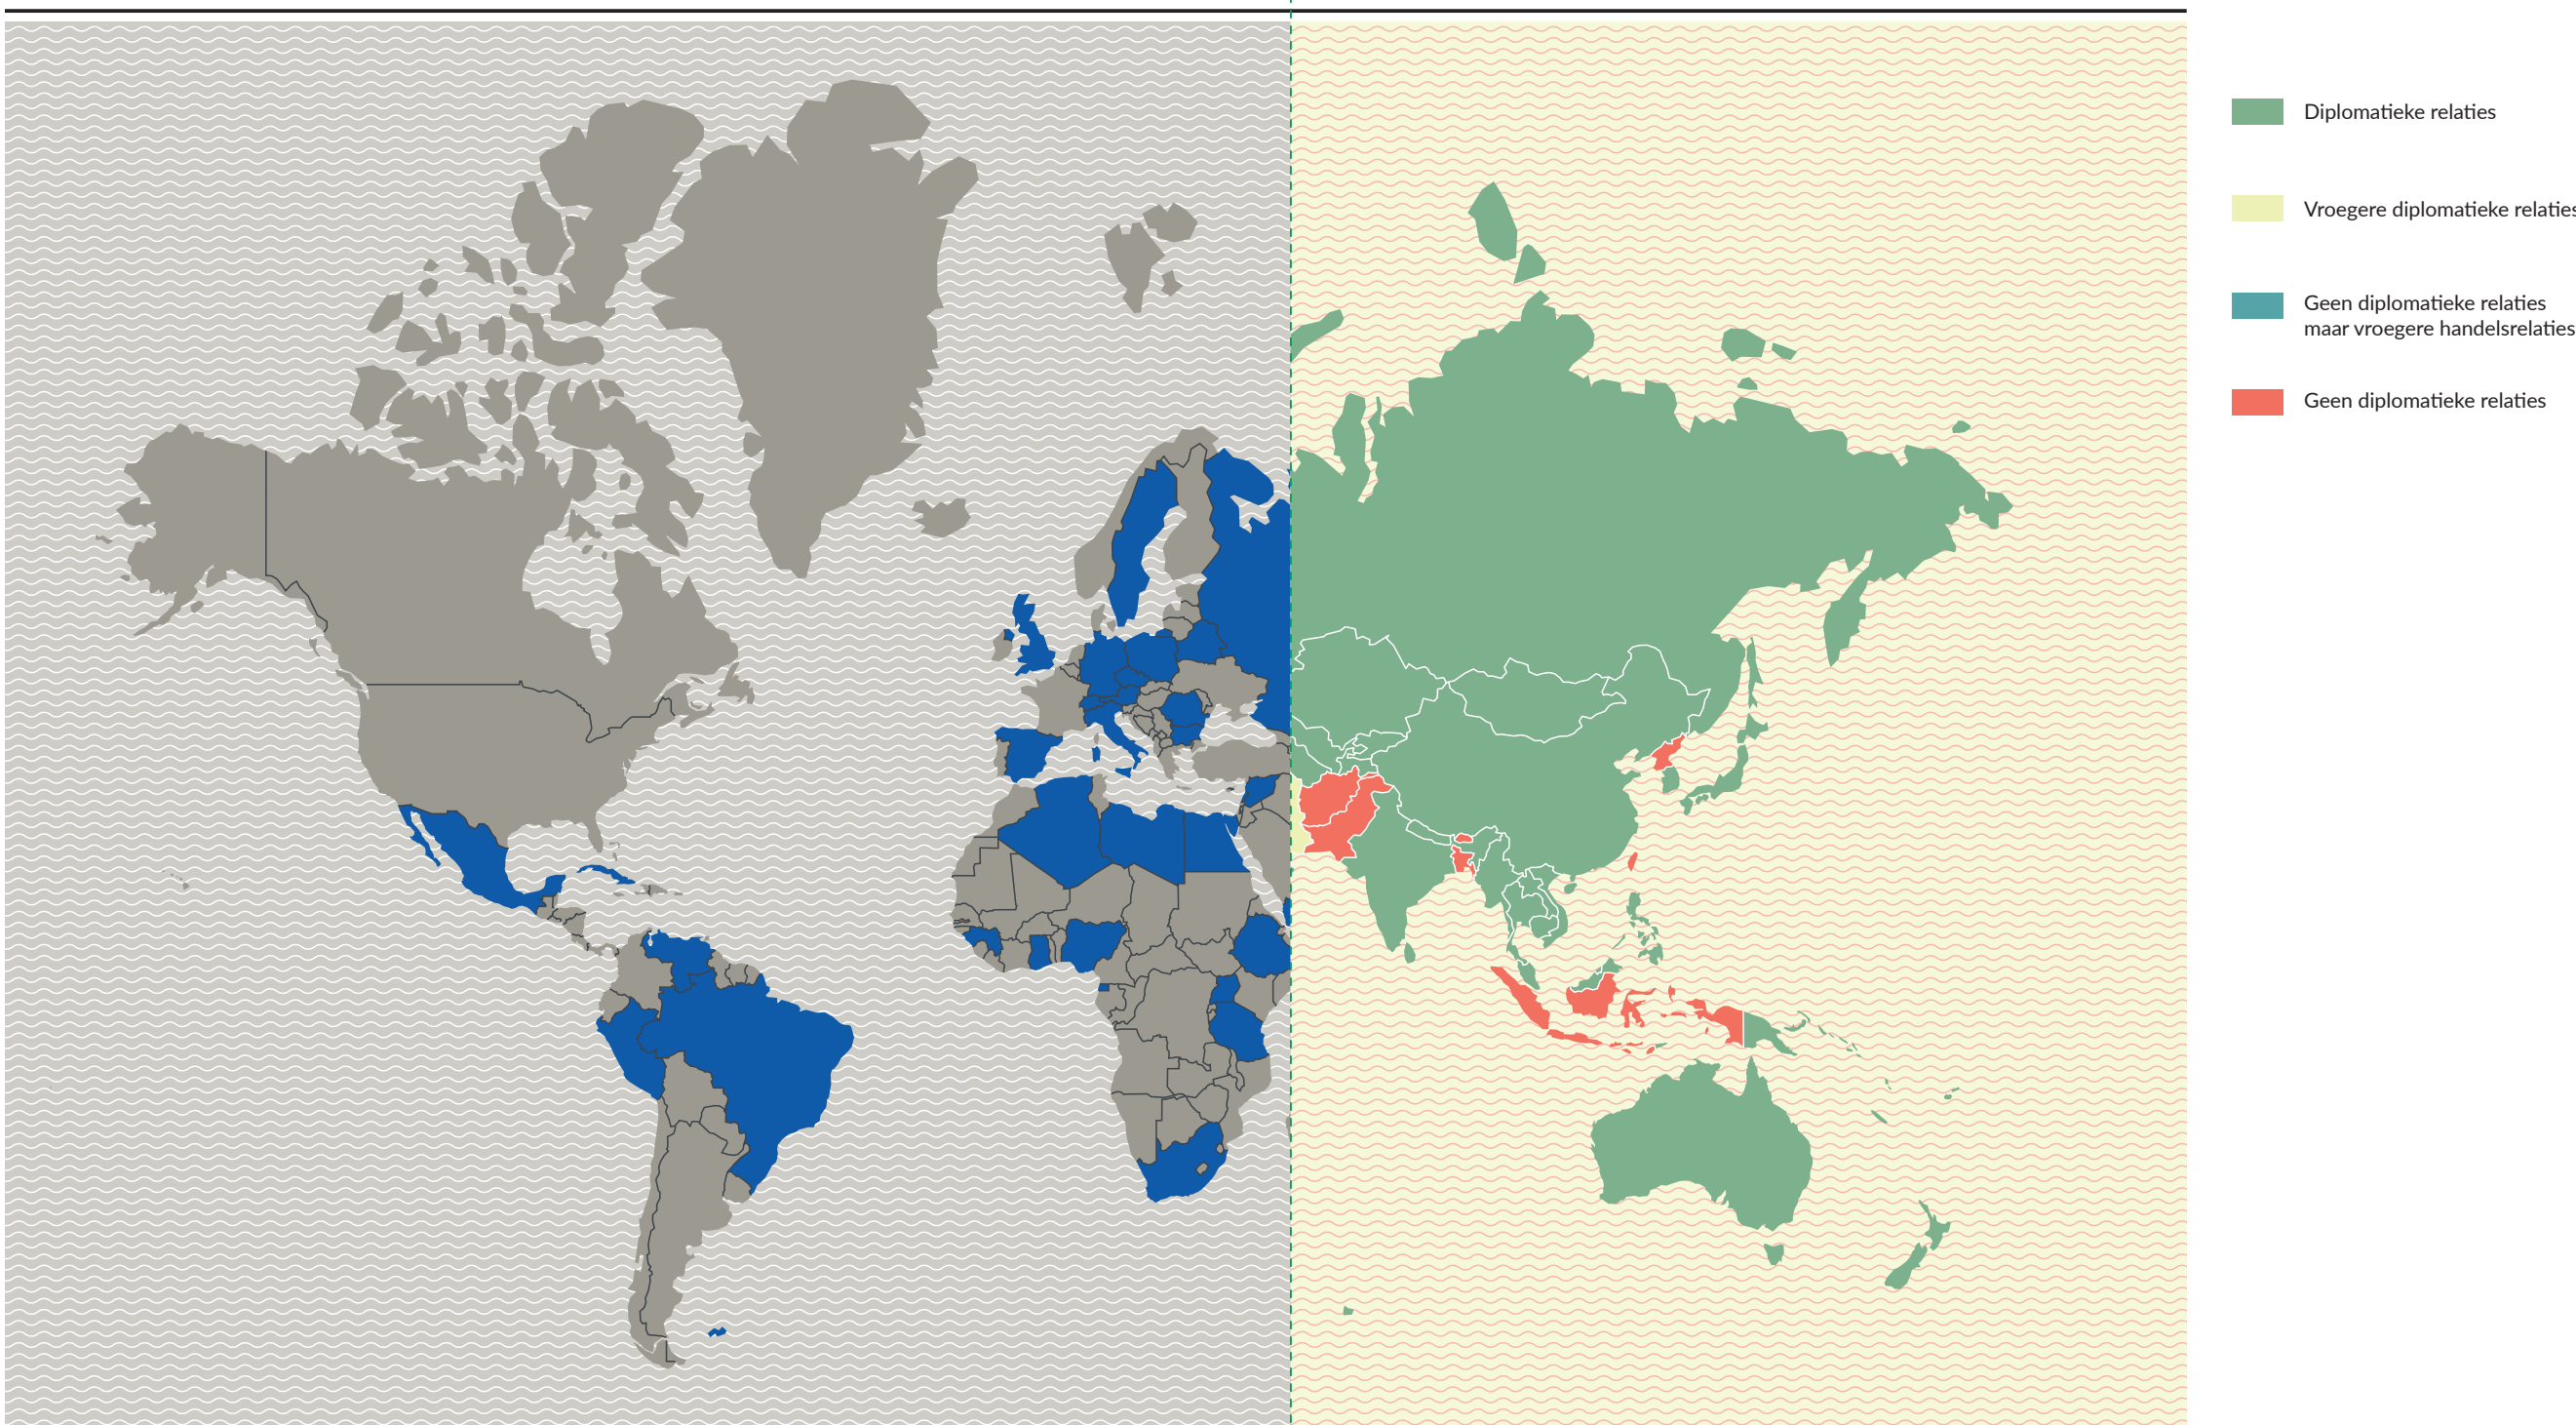 Diplomatieke relaties
Vroegere diplomatieke relaties
Geen diplomatieke relaties
maar vroegere handelsrelaties
Geen diplomatieke relaties